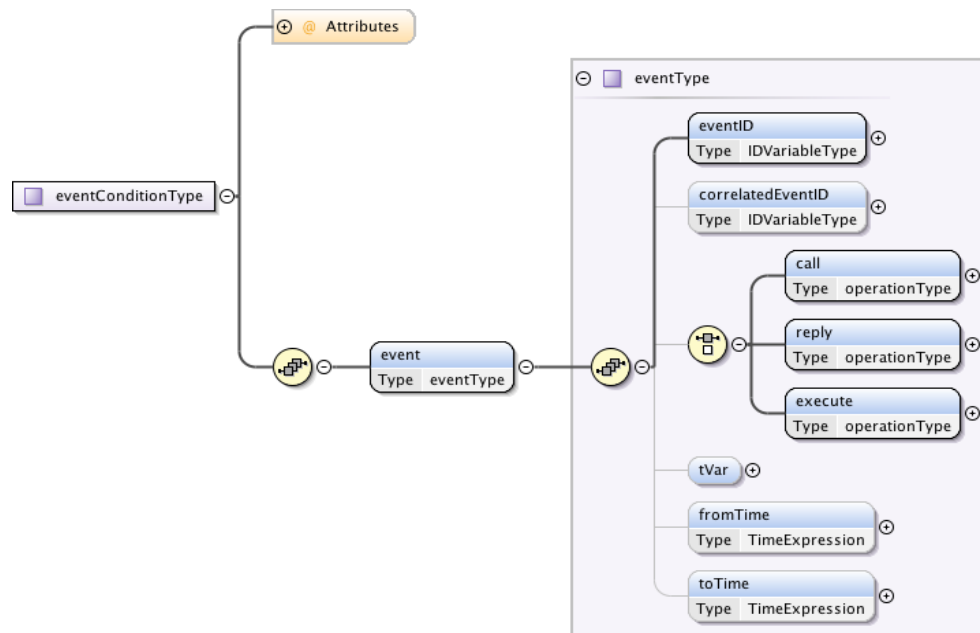 @ Attributes
eventType
eventID
Type IDVariableType
eventConditionType
correlatedEventID
Type IDVariableType
call
Type operationType
reply
Type operationType
event
Type eventType
execute
Type operationType
tVar
fromTime
Type TimeExpression
toTime
Type TimeExpression